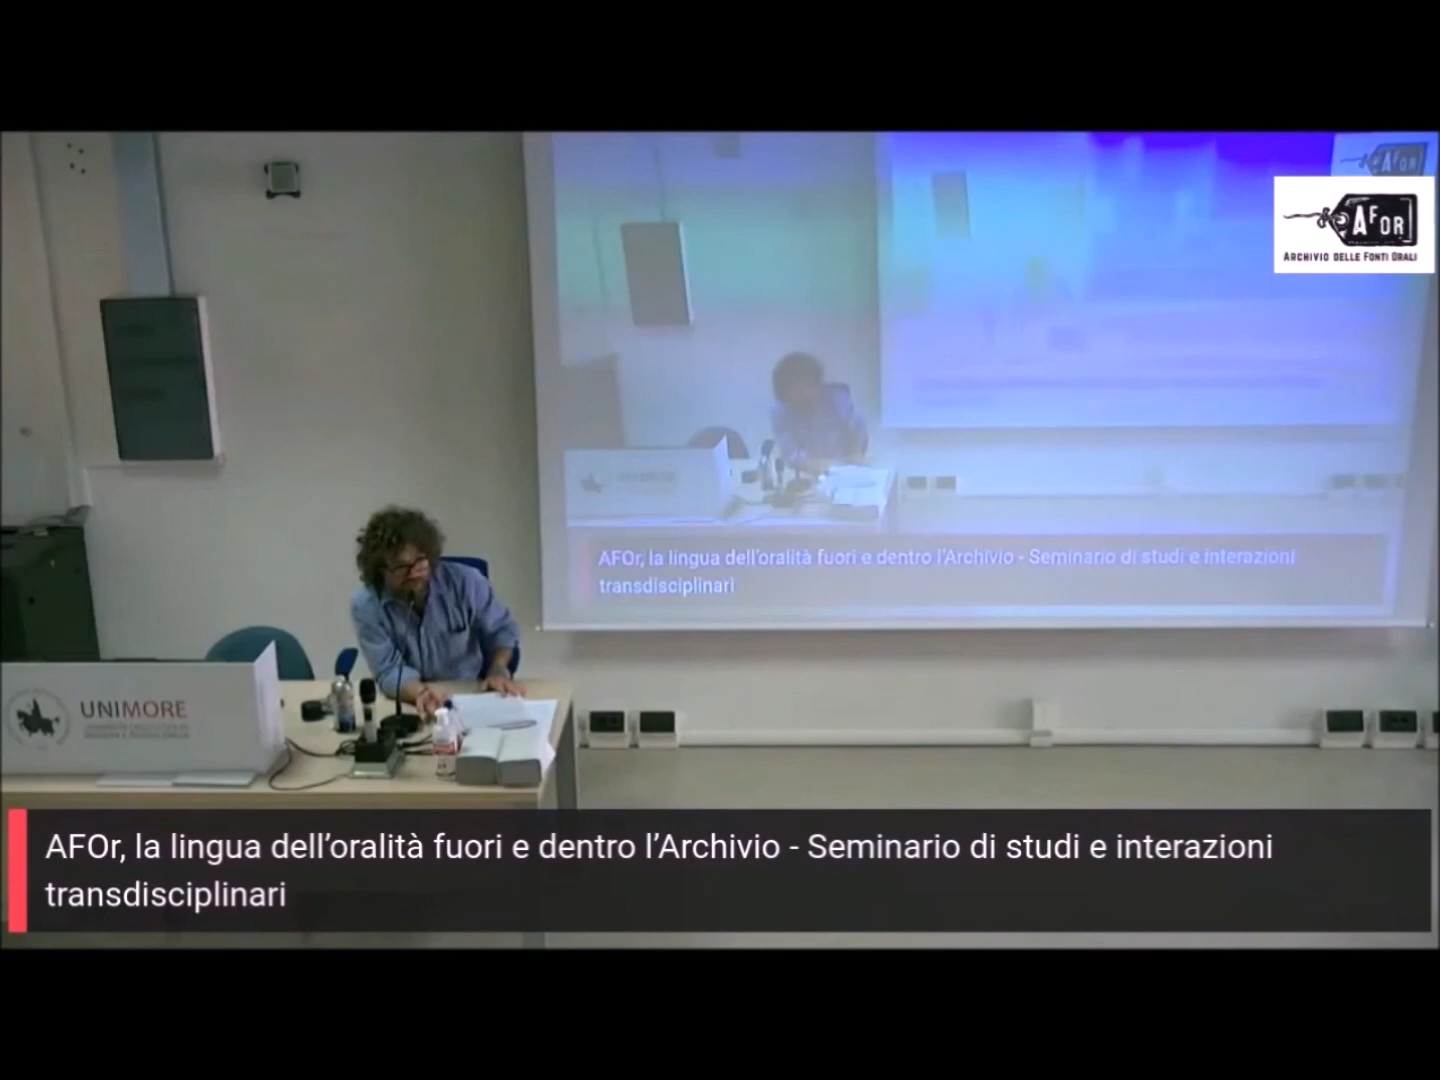 AFOR
AFOR
ARCHIVIO DELLE FONTI ORALI
AFOr, la lingua dell'oralità fuori e dentro l'Archivio - Seminario di studi e interazioni
transdisciplinari
UNIMORE
AFOr, la lingua dell’oralità fuori e dentro l’Archivio - Seminario di studi e interazioni
transdisciplinari